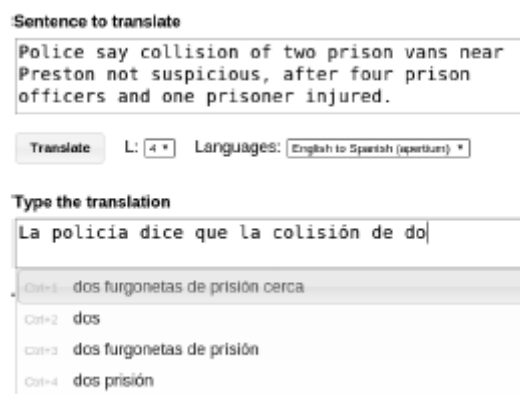 Sentence to translate
Police say collision of two prison vans near
Preston not suspicious, after four prison
officers and one prisoner injured.
Translate L: 4 Languages: English to Spanish (apertium)
Type the translation
La policía dice que la colisión de do
Ctrl+1 dos furgonetas de prisión cerca
Ctrl+2 dos
Ctrl+3 dos furgonetas de prisión
Ctrl+4 dos prisión